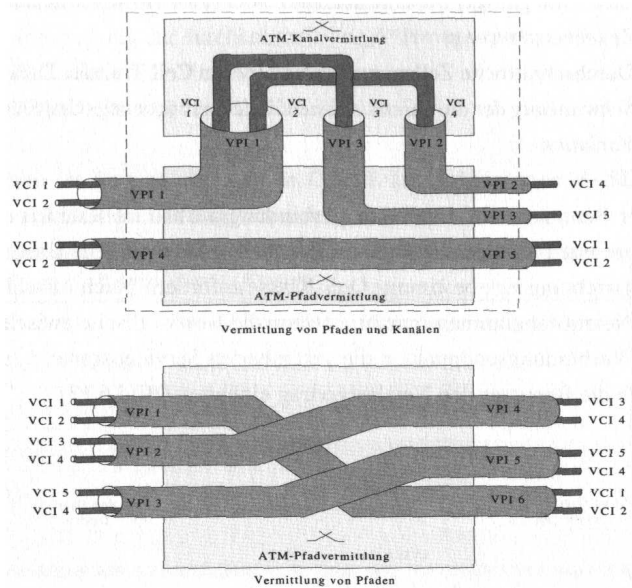 ATM-Kanalvermittlung
VCI 1 VCI 2 VCI 3 VCI 4
VPI 1 VPI 3 VPI 2
VCI 1
VCI 2
VPI 1
VPI 2
VCI 4
VPI 3
VCI 3
VCI 1
VCI 2
VPI 4
VPI 5
VCI 1
VCI 2
ATM-Pfadvermittlung
Vermittlung von Pfaden und Kanälen
VCI 1
VCI 2
VPI 1
VPI 4
VCI 3
VCI 4
VCI 3
VCI 4
VPI 2
VPI 5
VCI 5
VCI 4
VCI 5
VCI 4
VPI 3
VPI 6
VCI 1
VCI 2
ATM-Pfadvermittlung
Vermittlung von Pfaden